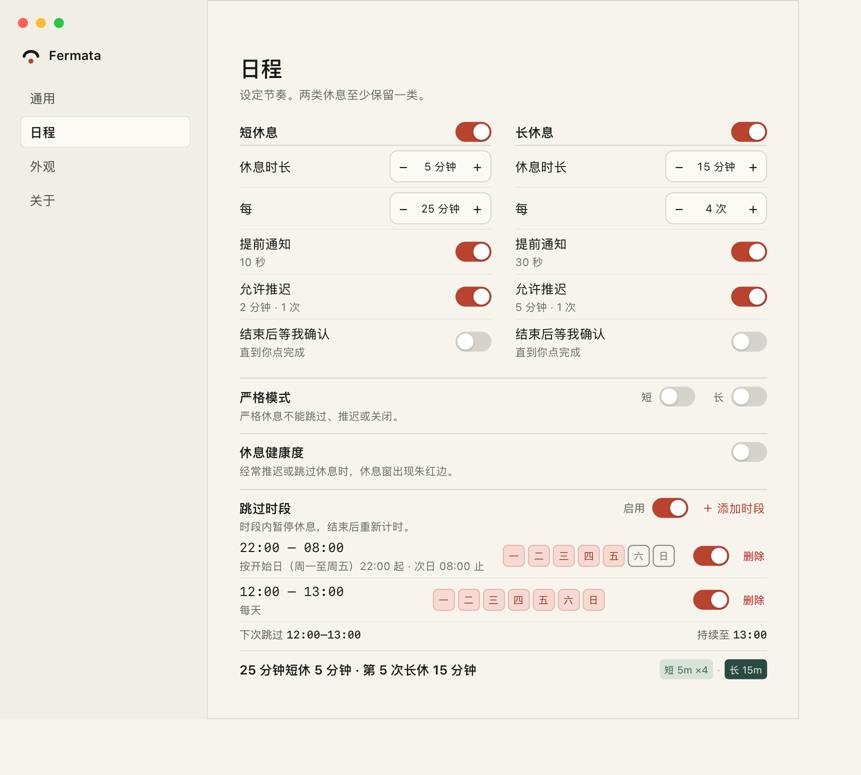 Fermata
通用
日程
外观
关于
日程
设定节奏。两类休息至少保留一类。
短休息
休息时长
− 5 分钟 +
每
− 25 分钟 +
提前通知
10 秒
允许推迟
2 分钟 · 1 次
结束后等我确认
直到你点完成
长休息
休息时长
− 15 分钟 +
每
− 4 次 +
提前通知
30 秒
允许推迟
5 分钟 · 1 次
结束后等我确认
直到你点完成
严格模式
短 长
严格休息不能跳过、推迟或关闭。
休息健康度
经常推迟或跳过休息时，休息窗出现朱红边。
跳过时段
启用 + 添加时段
时段内暂停休息，结束后重新计时。
22:00 — 08:00
按开始日（周一至周五）22:00 起 · 次日 08:00 止
一 二 三 四 五 六 日 删除
12:00 — 13:00
每天
一 二 三 四 五 六 日 删除
下次跳过 12:00—13:00 持续至 13:00
25 分钟短休 5 分钟 · 第 5 次长休 15 分钟 短 5m ×4 · 长 15m